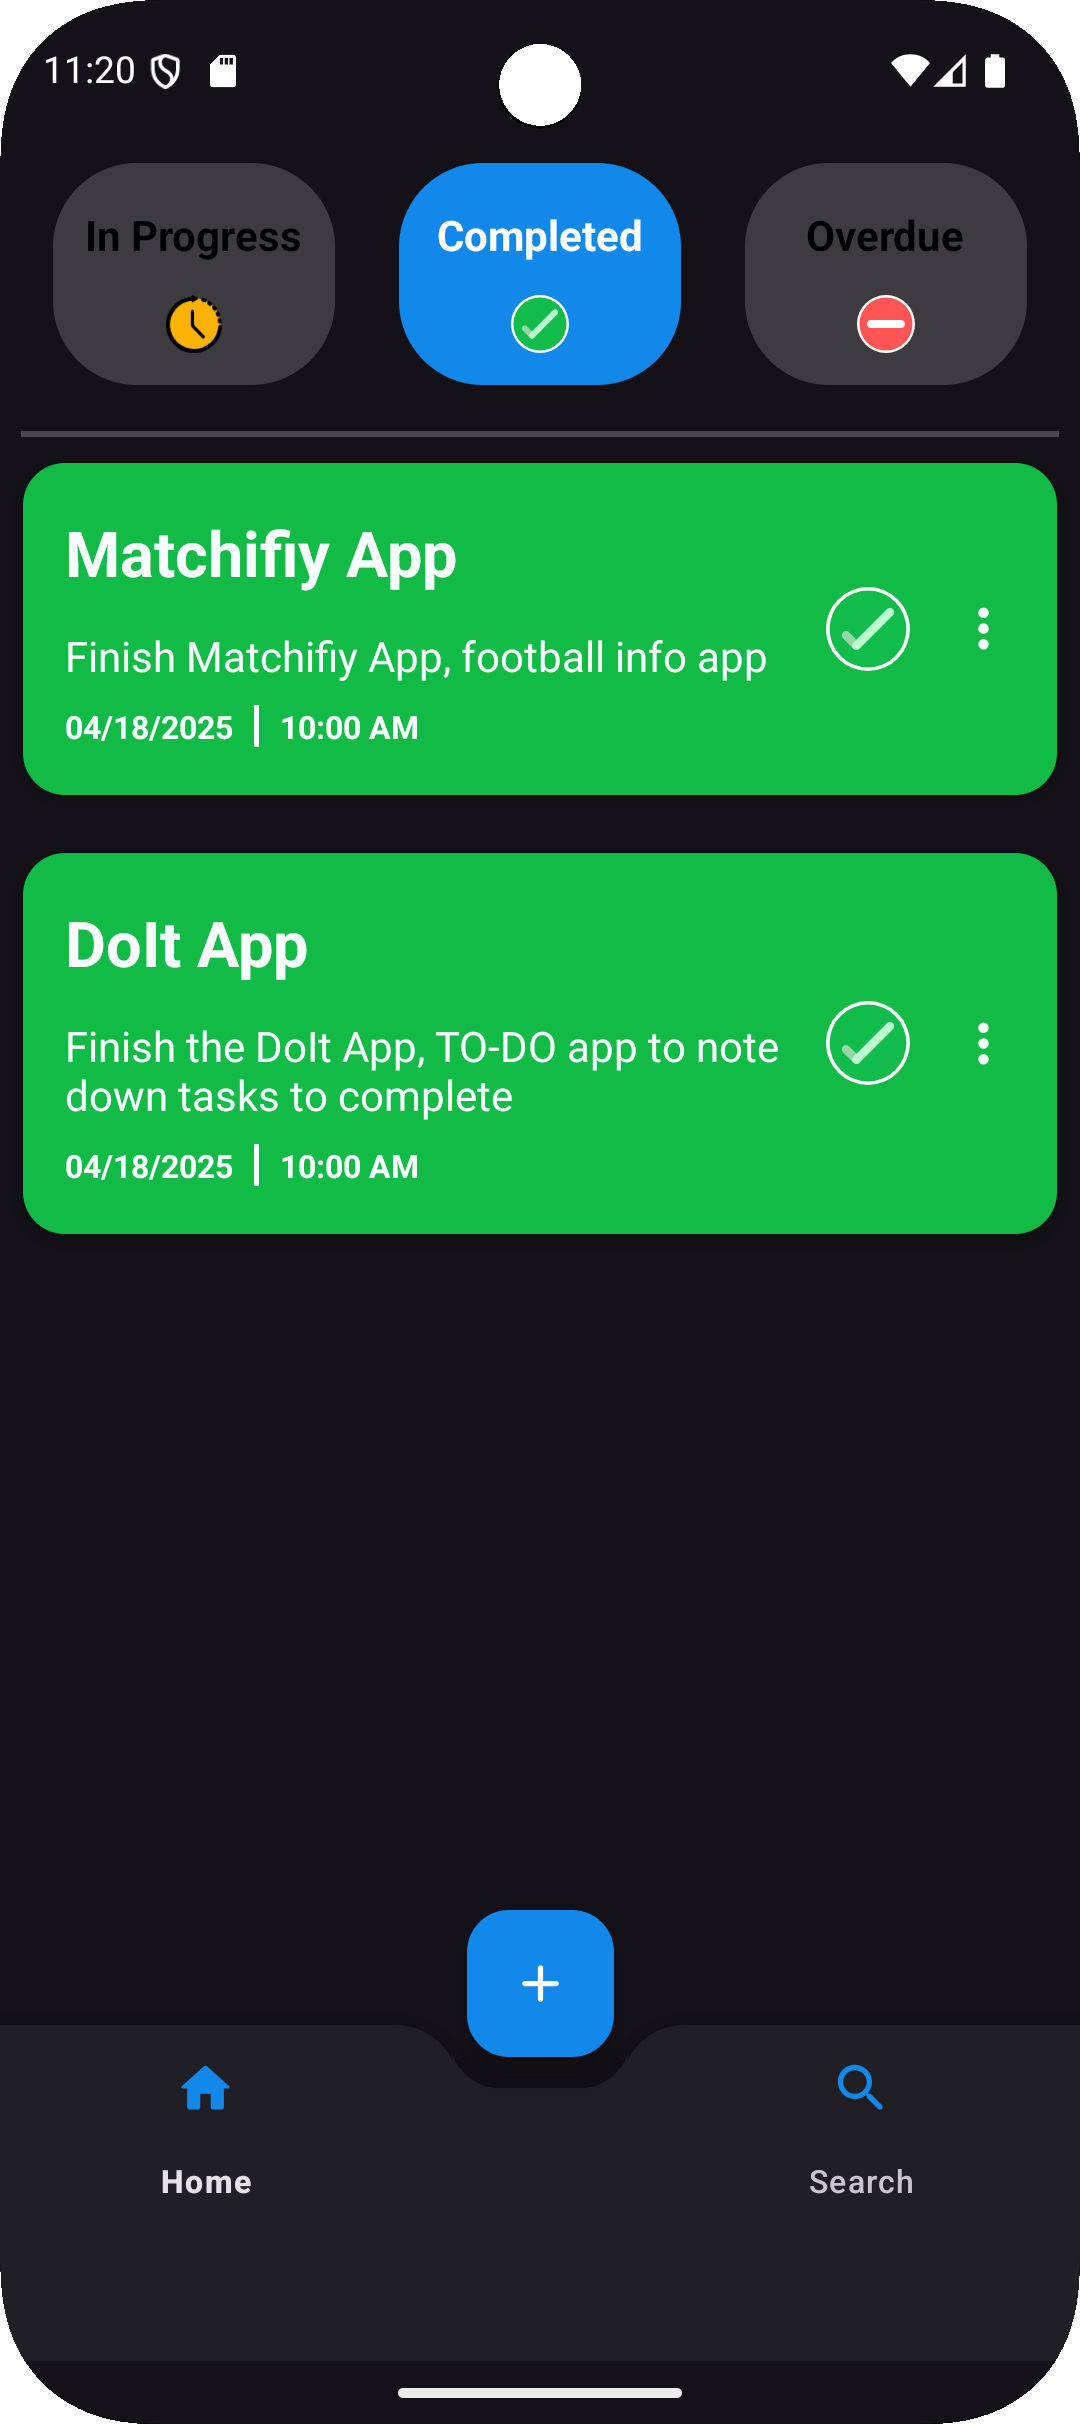 11:20
In Progress
Completed
Overdue
Matchifiy App
Finish Matchifiy App, football info app
04/18/2025
10:00 AM
DoIt App
Finish the DoIt App, TO-DO app to note
down tasks to complete
04/18/2025
10:00 AM
Home
Search